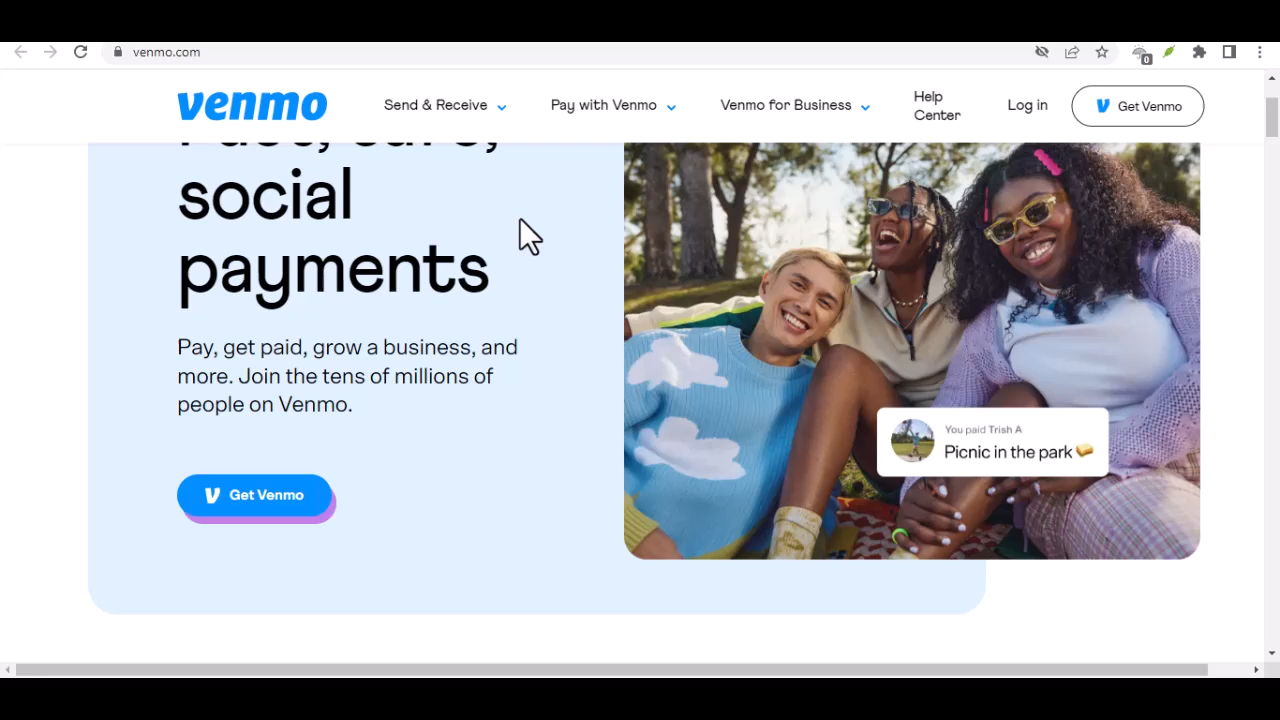 venmo.com
0
venmo
Send & Receive
Pay with Venmo
Venmo for Business
Help
Center
Log in
Get Venmo
social
payments
Pay, get paid, grow a business, and
more. Join the tens of millions of
people on Venmo.
Get Venmo
You paid Trish A
Picnic in the park